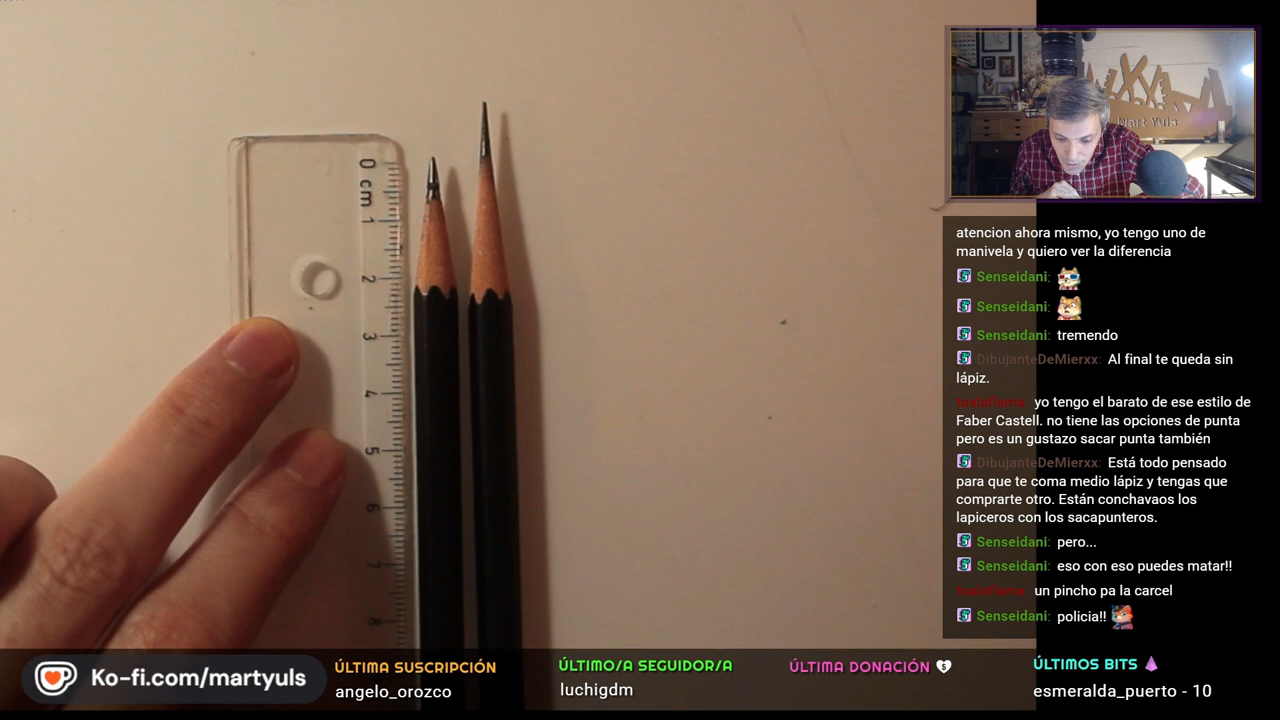 0 cm
1
2
3
4
5
6
7
8
Mart Yuls
atencion ahora mismo, yo tengo uno de
manivela y quiero ver la diferencia
Senseidani:
Senseidani:
Senseidani: tremendo
DibujanteDeMierxx: Al final te queda sin
lápiz.
toalaflama: yo tengo el barato de ese estilo de
Faber Castell. no tiene las opciones de punta
pero es un gustazo sacar punta también
DibujanteDeMierxx: Está todo pensado
para que te coma medio lápiz y tengas que
comprarte otro. Están conchavaos los
lapiceros con los sacapunteros.
Senseidani: pero...
Senseidani: eso con eso puedes matar!!
toalaflama: un pincho pa la carcel
Senseidani: policia!!
Ko-fi.com/martyuls
ÚLTIMA SUSCRIPCIÓN
angelo_orozco
ÚLTIMO/A SEGUIDOR/A
luchigdm
ÚLTIMA DONACIÓN
ÚLTIMOS BITS
esmeralda_puerto - 10